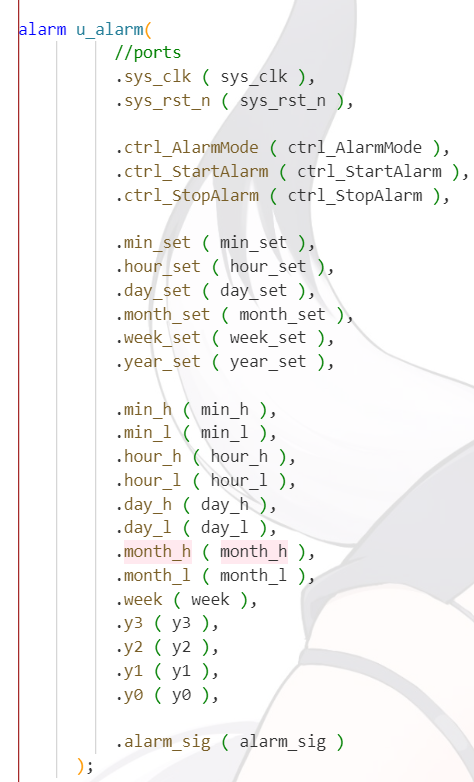 alarm u_alarm(
//ports
.sys_clk ( sys_clk ),
.sys_rst_n ( sys_rst_n ),
.ctrl_AlarmMode ( ctrl_AlarmMode ),
.ctrl_StartAlarm ( ctrl_StartAlarm ),
.ctrl_StopAlarm ( ctrl_StopAlarm ),
.min_set ( min_set ),
.hour_set ( hour_set ),
.day_set ( day_set ),
.month_set ( month_set ),
.week_set ( week_set ),
.year_set ( year_set ),
.min_h ( min_h ),
.min_l ( min_l ),
.hour_h ( hour_h ),
.hour_l ( hour_l ),
.day_h ( day_h ),
.day_l ( day_l ),
.month_h ( month_h ),
.month_l ( month_l ),
.week ( week ),
.y3 ( y3 ),
.y2 ( y2 ),
.y1 ( y1 ),
.y0 ( y0 ),
.alarm_sig ( alarm_sig )
);